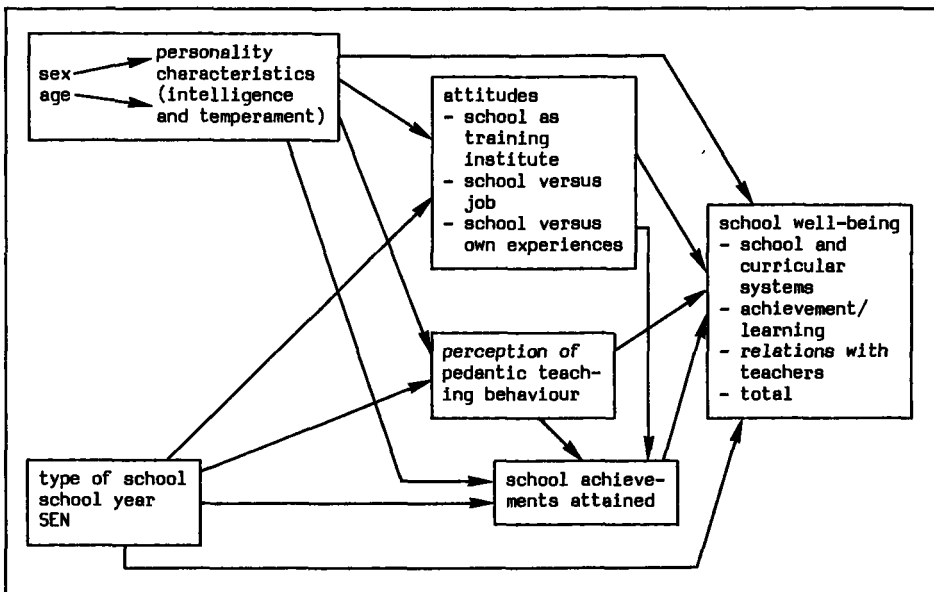 sex
age
personality
characteristics
(intelligence
and temperament)
attitudes
- school as
training
institute
- school versus
job
- school versus
own experiences
school well-being
- school and
curricular
systems
- achievement/
learning
- relations with
teachers
- total
perception of
pedantic teach-
ing behaviour
type of school
school year
SEN
school achieve-
ments attained